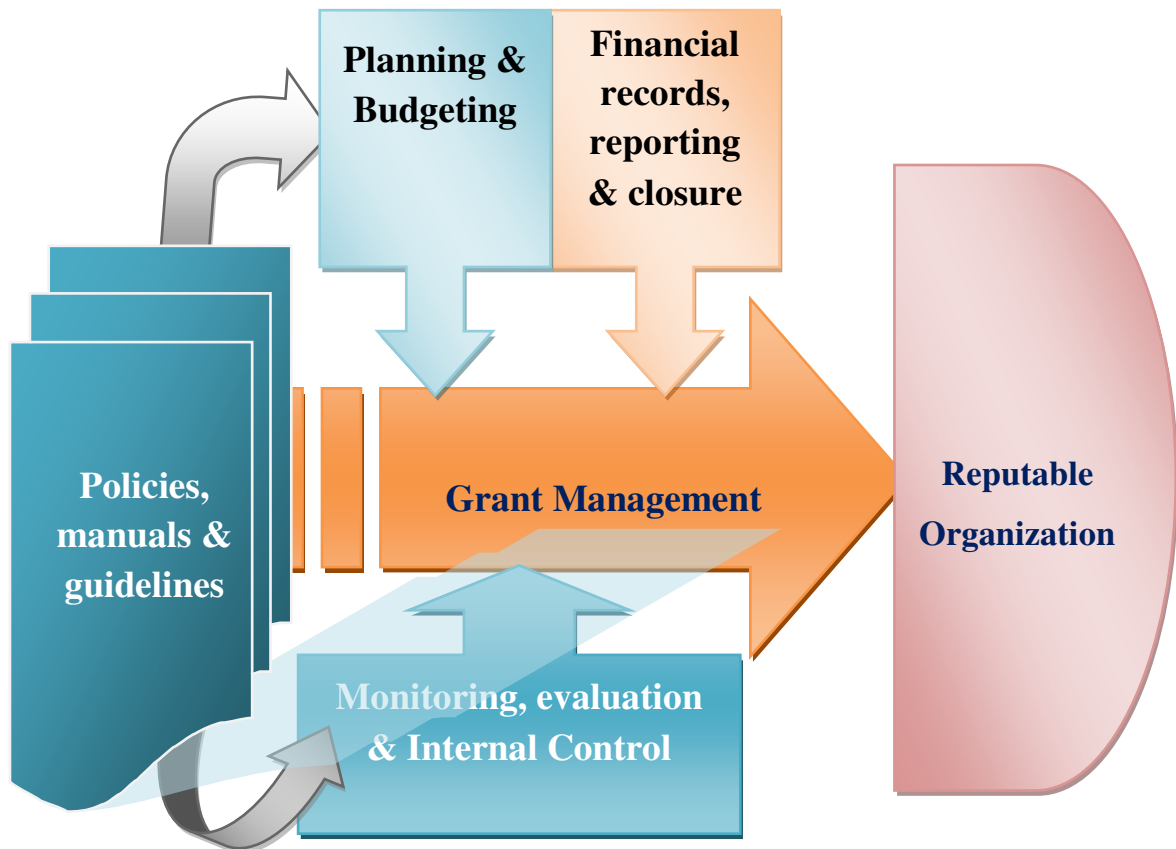 Planning &
Budgeting
Financial
records,
reporting
& closure
Policies,
manuals &
guidelines
Grant Management
Reputable
Organization
Monitoring, evaluation
& Internal Control